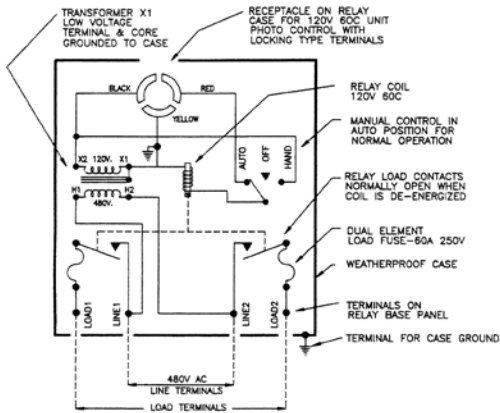 TRANSFORMER X1
LOW VOLTAGE
TERMINAL & CORE
GROUNDED TO CASE
RECEPTACLE ON RELAY
CASE FOR 120V 60C UNIT
PHOTO CONTROL WITH
LOCKING TYPE TERMINALS
BLACK
RED
YELLOW
RELAY COIL
120V 60C
MANUAL CONTROL IN
AUTO POSITION FOR
NORMAL OPERATION
X2 120V. X1
AUTO
OFF
HAND
H1 H2
480V.
RELAY LOAD CONTACTS
NORMALLY OPEN WHEN
COIL IS DE-ENERGIZED
DUAL ELEMENT
LOAD FUSE-60A 250V
WEATHERPROOF CASE
LOAD1
LINE1
LINE2
LOAD2
TERMINALS ON
RELAY BASE PANEL
TERMINAL FOR CASE GROUND
480V AC
LINE TERMINALS
LOAD TERMINALS